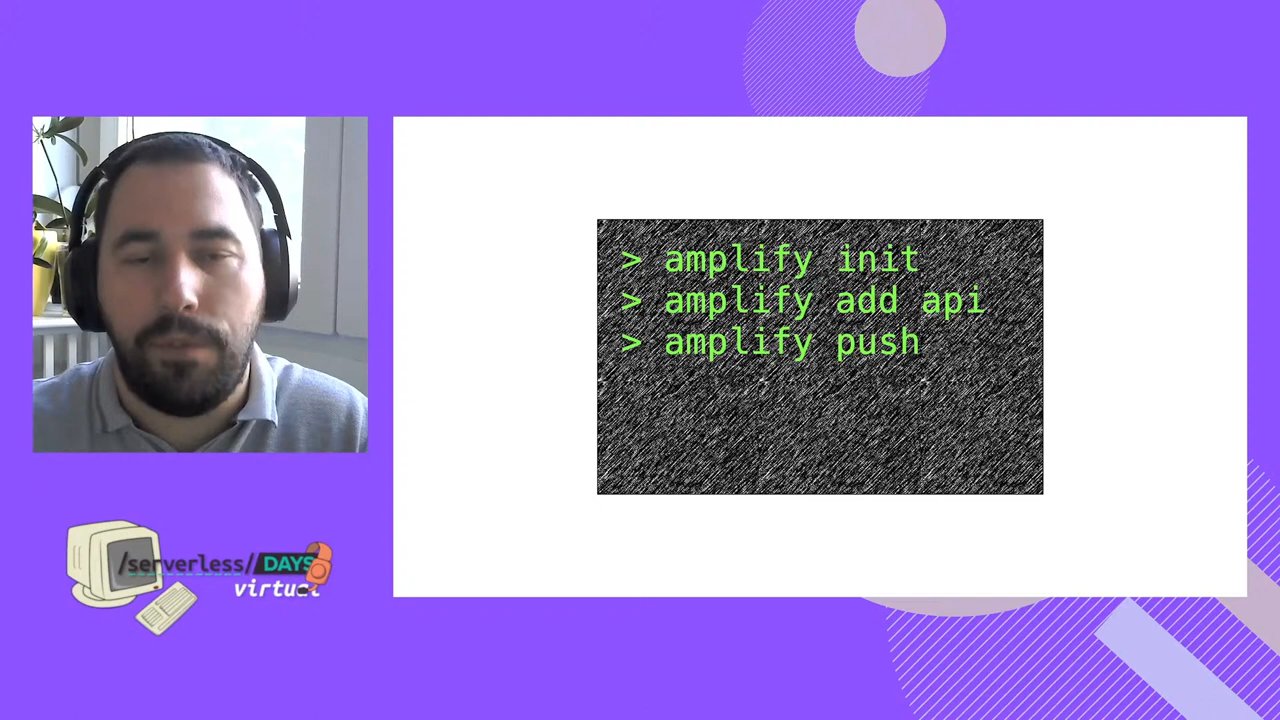 > amplify init
> amplify add api
> amplify push
/serverless/DAYS
virtual